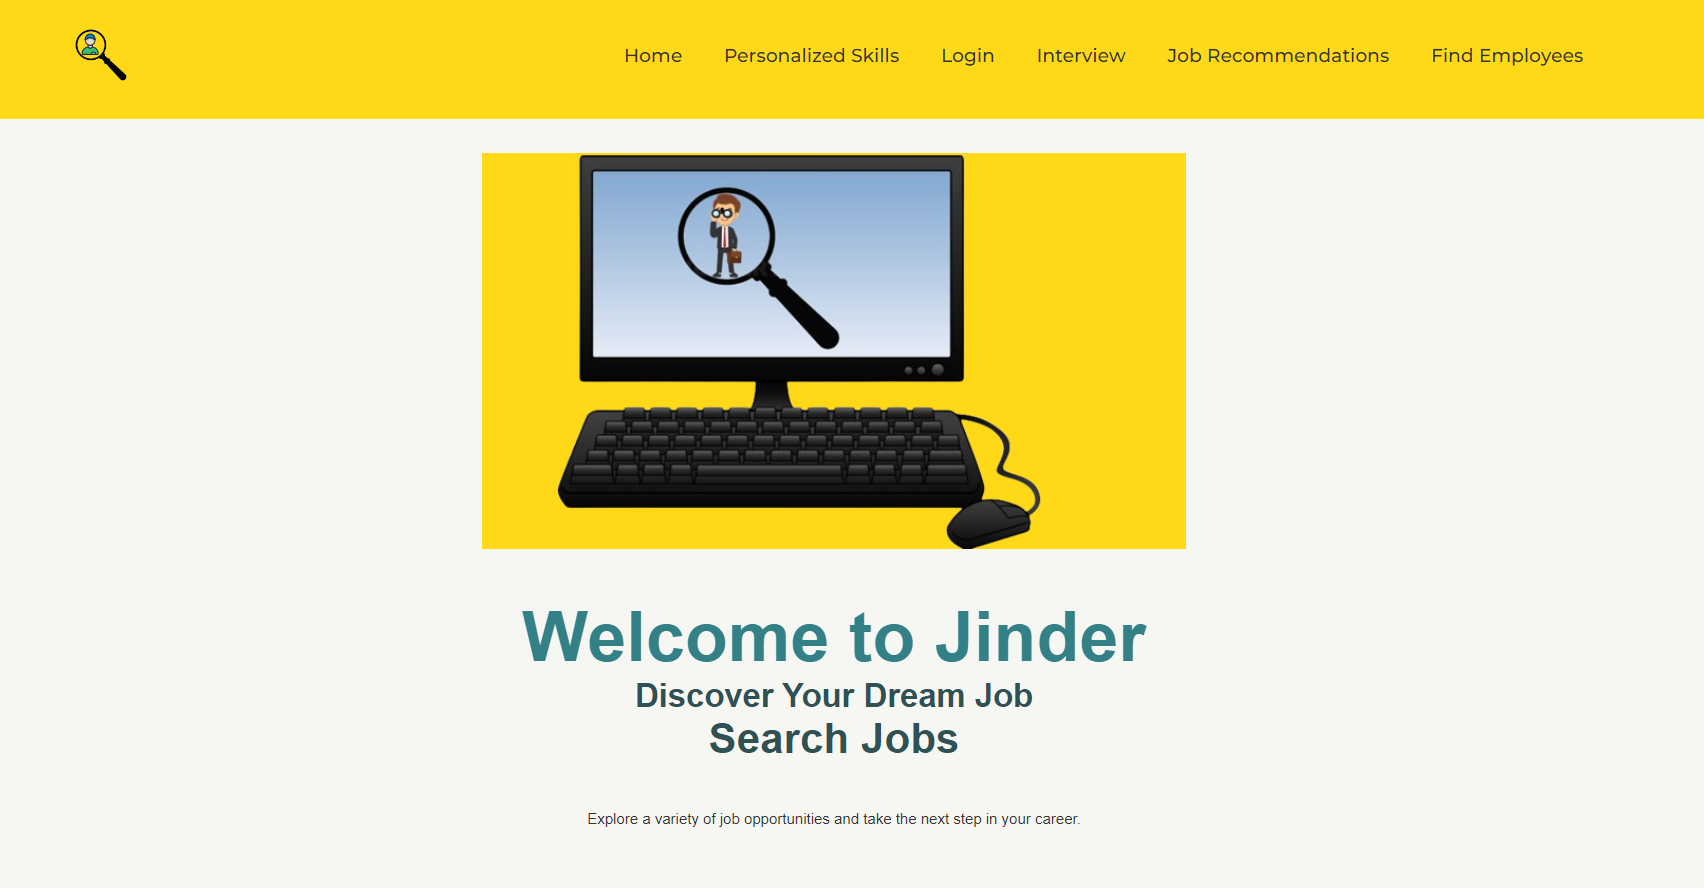 Home Personalized Skills Login Interview Job Recommendations Find Employees
Welcome to Jinder
Discover Your Dream Job
Search Jobs
Explore a variety of job opportunities and take the next step in your career.